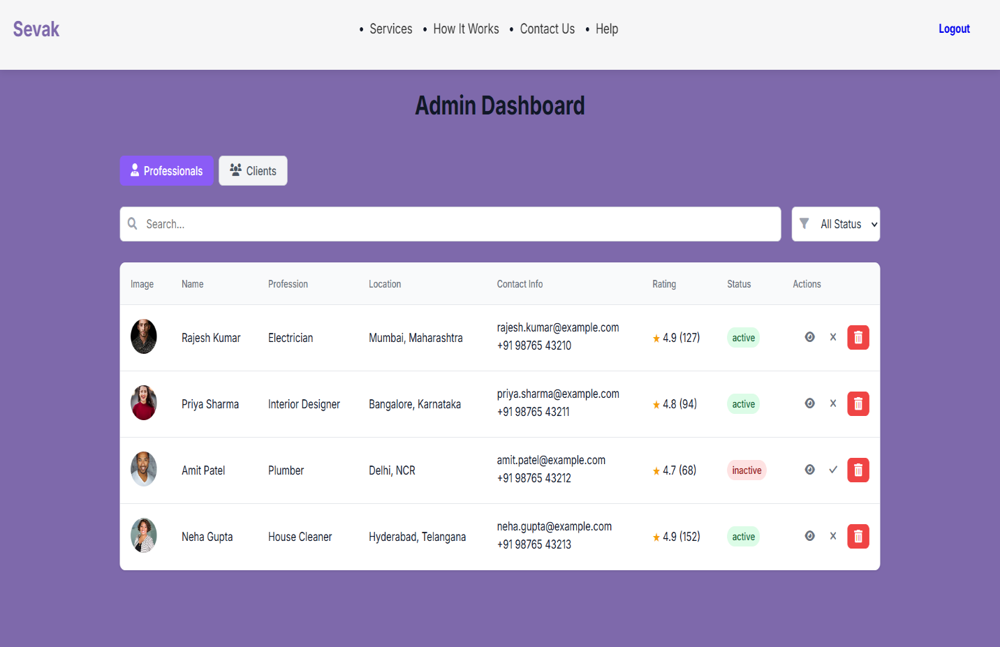 Sevak
• Services • How It Works • Contact Us • Help
Logout
Admin Dashboard
Professionals
Clients
Search...
All Status
Image Name Profession Location Contact Info Rating Status Actions
Rajesh Kumar Electrician Mumbai, Maharashtra rajesh.kumar@example.com
+91 98765 43210
★ 4.9 (127) active
Priya Sharma Interior Designer Bangalore, Karnataka priya.sharma@example.com
+91 98765 43211
★ 4.8 (94) active
Amit Patel Plumber Delhi, NCR amit.patel@example.com
+91 98765 43212
★ 4.7 (68) inactive
Neha Gupta House Cleaner Hyderabad, Telangana neha.gupta@example.com
+91 98765 43213
★ 4.9 (152) active